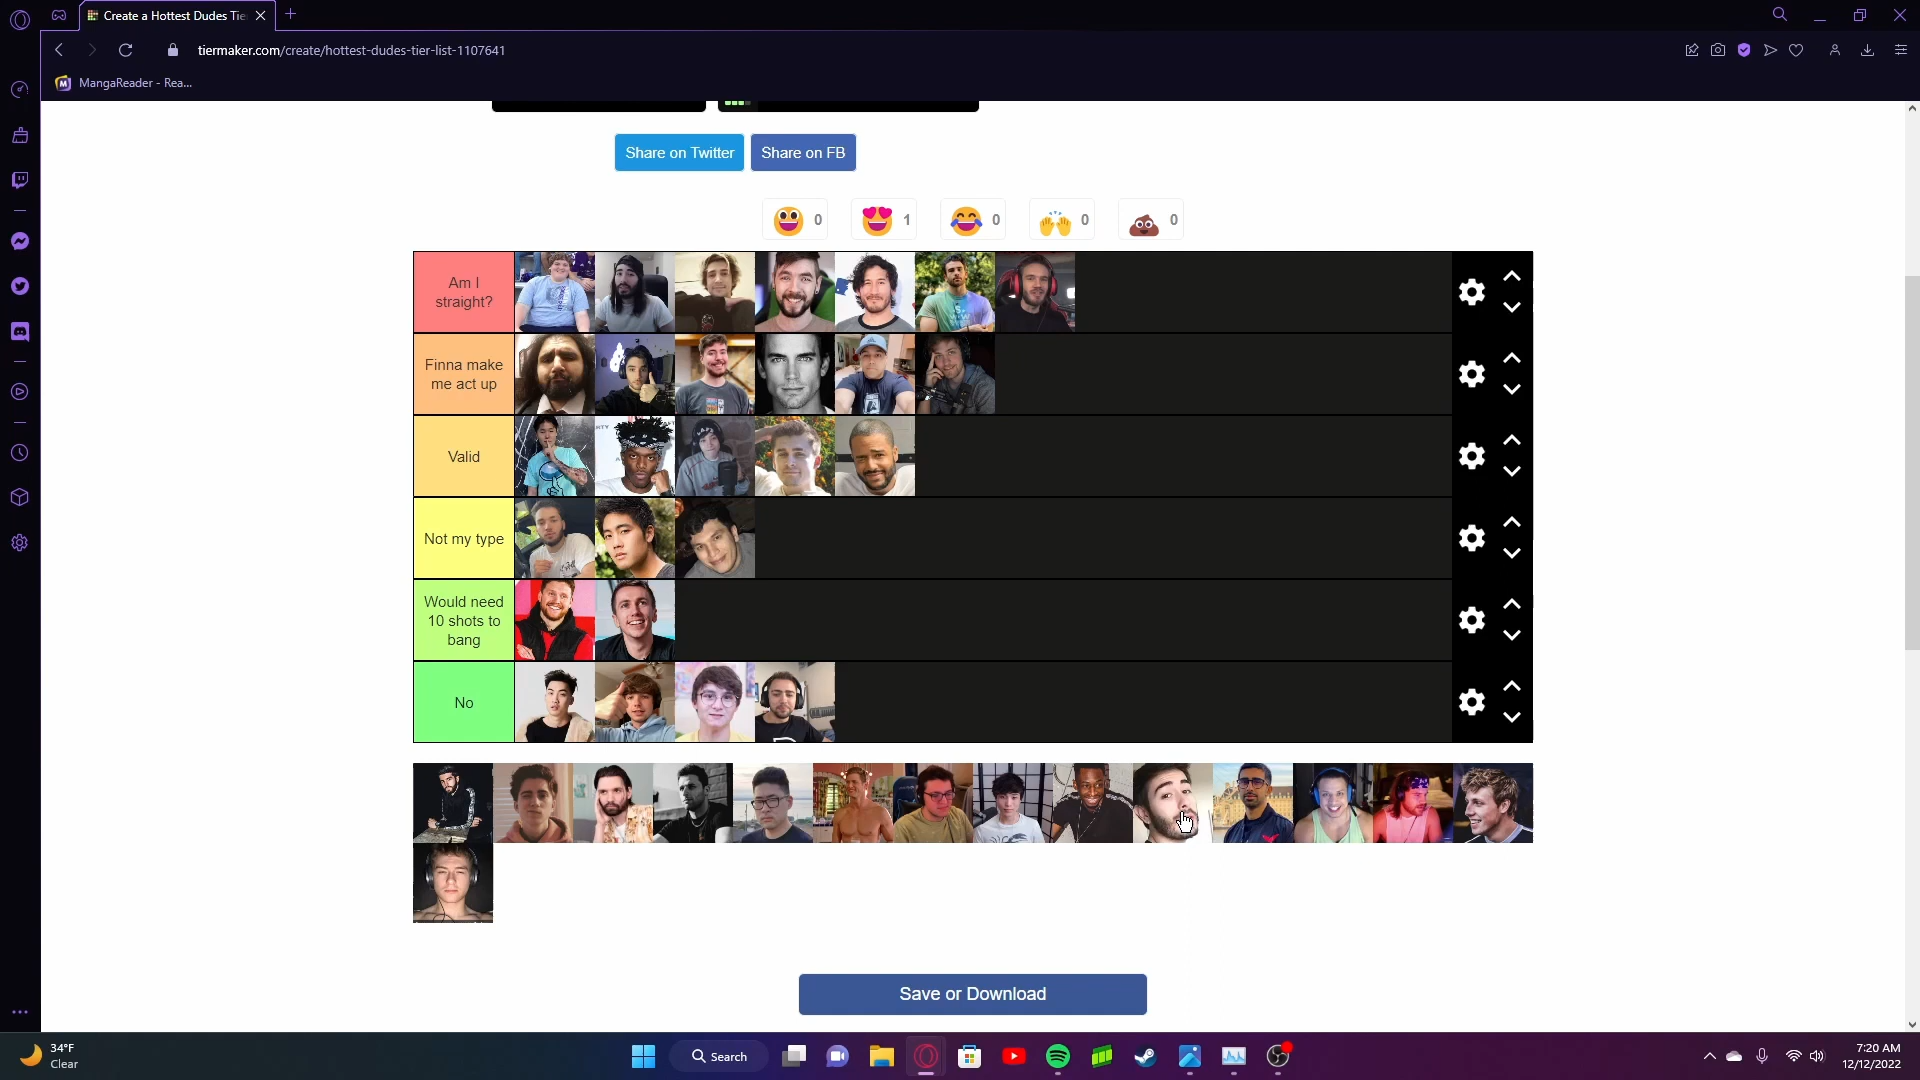 Create a Hottest Dudes Tie
tiermaker.com/create/hottest-dudes-tier-list-1107641
MangaReader - Rea...
Share on Twitter
Share on FB
0
1
0
0
0
Am I
straight?
Finna make
me act up
Valid
Not my type
Would need
10 shots to
bang
No
Save or Download
34°F
Clear
Search
7:20 AM
12/12/2022